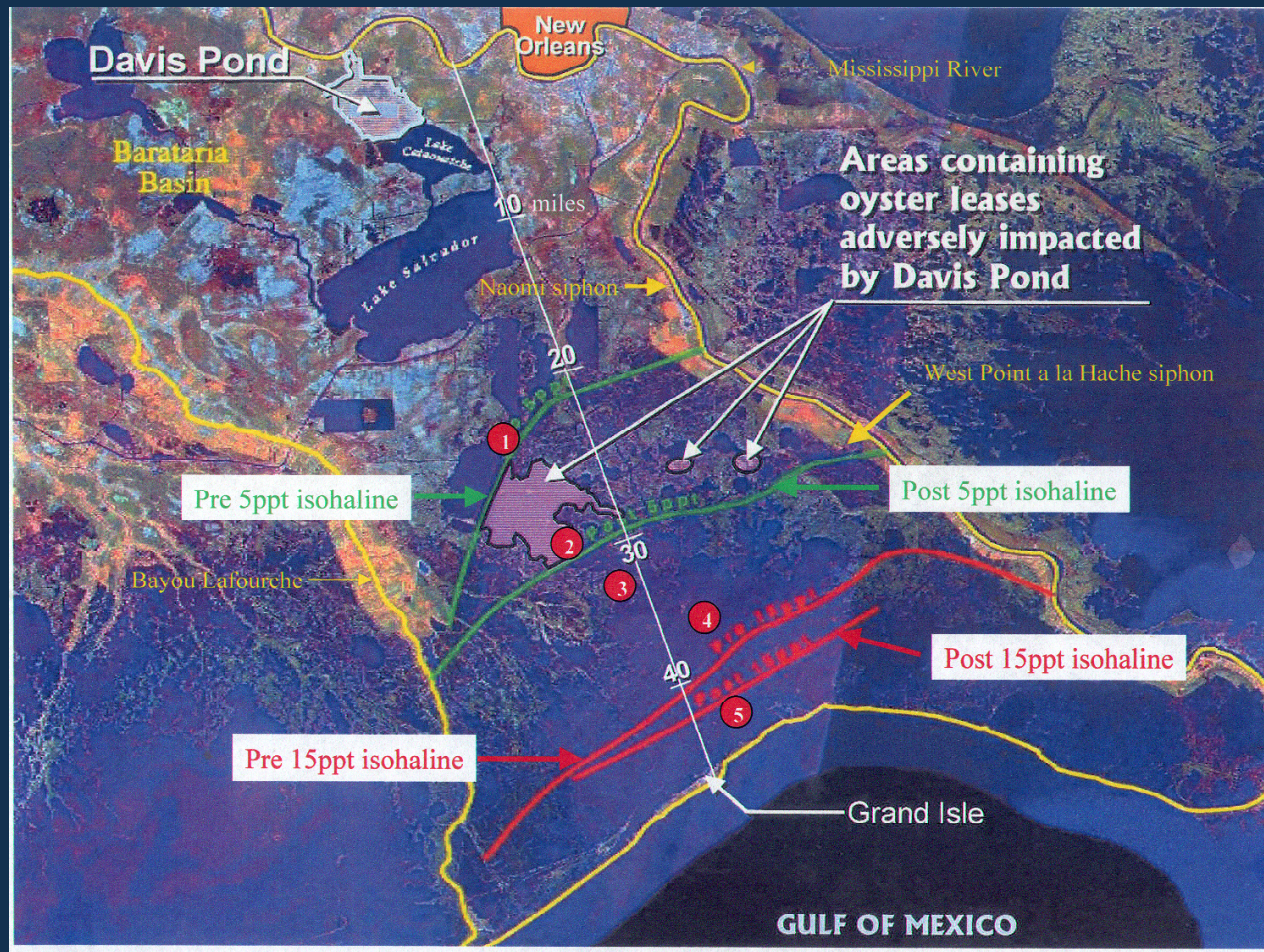 New
Orleans
Davis Pond
Mississippi River
Lake
Cataouatche
Barataria
Basin
Areas containing
oyster leases
adversely impacted
by Davis Pond
10 miles
Lake Salvador
Naomi siphon
20
5ppt
West Point a la Hache siphon
1
Pre 5ppt isohaline
Post 5ppt isohaline
Post 5ppt
2
30
Bayou Lafourche
3
4
Pre 15ppt
40
Post 15ppt
Post 15ppt isohaline
5
Pre 15ppt isohaline
Grand Isle
GULF OF MEXICO